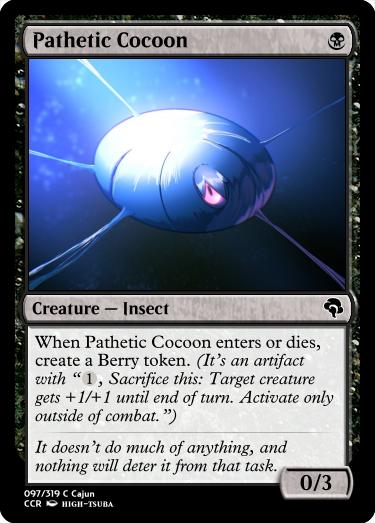 Pathetic Cocoon
Creature — Insect
When Pathetic Cocoon enters or dies,
create a Berry token. (It's an artifact
with “1, Sacrifice this: Target creature
gets +1/+1 until end of turn. Activate only
outside of combat.”)
It doesn't do much of anything, and
nothing will deter it from that task.
0/3
097/319 C Cajun
CCR HIGH-TSUBA